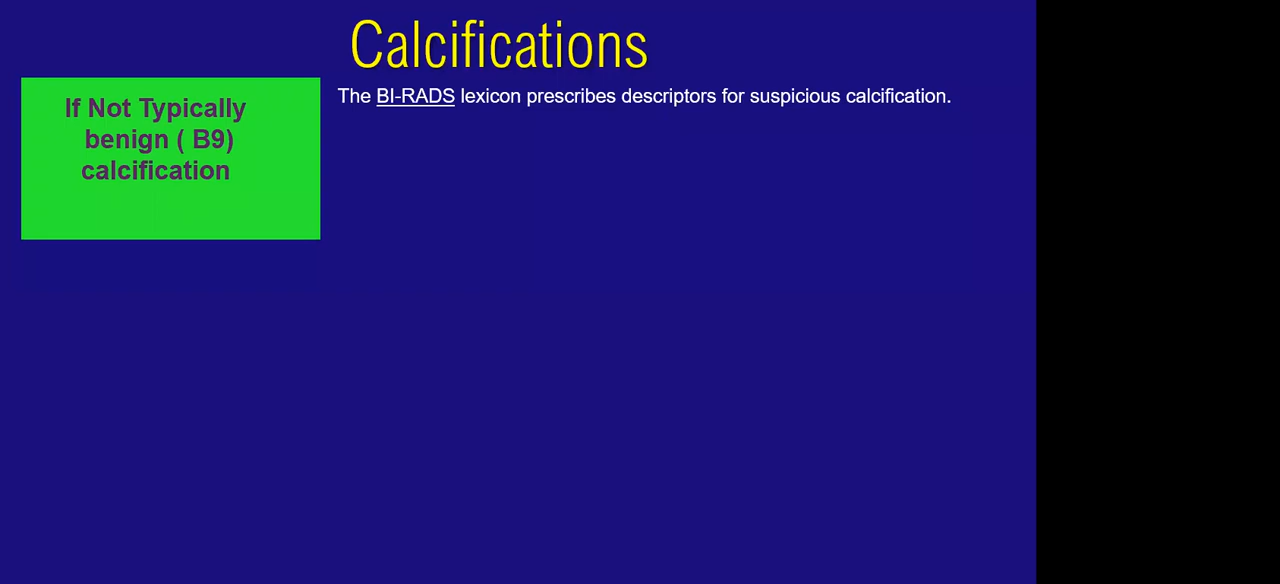 Calcifications
If Not Typically
benign ( B9)
calcification
The BI-RADS lexicon prescribes descriptors for suspicious calcification.